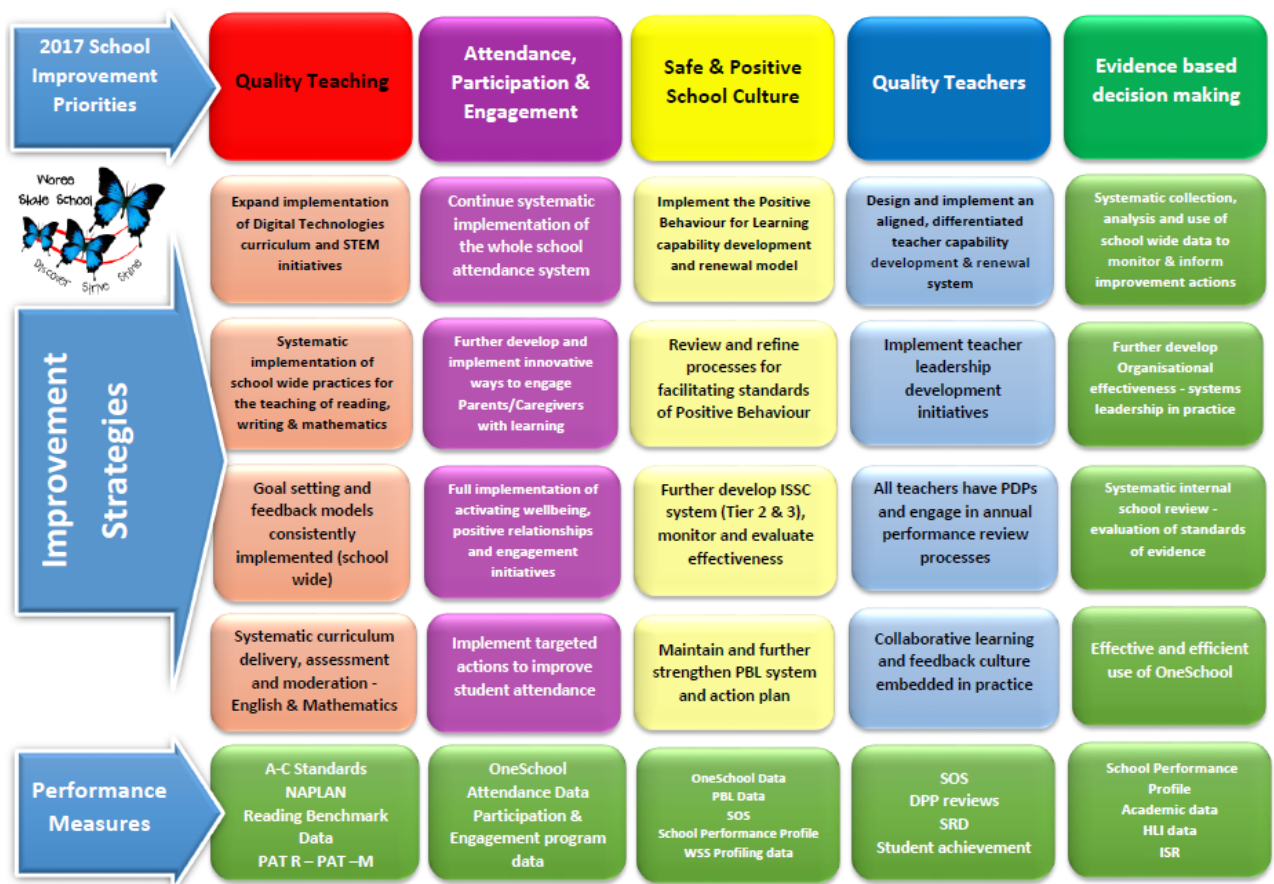 2017 School
Improvement
Priorities
Quality Teaching
Attendance,
Participation &
Engagement
Safe & Positive
School Culture
Quality Teachers
Evidence based
decision making
Woree
State School
Discover Strive Shine
Improvement
Strategies
Expand implementation
of Digital Technologies
curriculum and STEM
initiatives
Continue systematic
implementation of
the whole school
attendance system
Implement the Positive
Behaviour for Learning
capability development
and renewal model
Design and implement an
aligned, differentiated
teacher capability
development & renewal
system
Systematic collection,
analysis and use of
school wide data to
monitor & inform
improvement actions
Systematic
implementation of
school wide practices for
the teaching of reading,
writing & mathematics
Further develop and
implement innovative
ways to engage
Parents/Caregivers
with learning
Review and refine
processes for
facilitating standards
of Positive Behaviour
Implement teacher
leadership
development
initiatives
Further develop
Organisational
effectiveness - systems
leadership in practice
Goal setting and
feedback models
consistently
implemented (school
wide)
Full implementation of
activating wellbeing,
positive relationships
and engagement
initiatives
Further develop ISSC
system (Tier 2 & 3),
monitor and evaluate
effectiveness
All teachers have PDPs
and engage in annual
performance review
processes
Systematic internal
school review -
evaluation of standards
of evidence
Systematic curriculum
delivery, assessment
and moderation -
English & Mathematics
Implement targeted
actions to improve
student attendance
Maintain and further
strengthen PBL system
and action plan
Collaborative learning
and feedback culture
embedded in practice
Effective and efficient
use of OneSchool
Performance
Measures
A-C Standards
NAPLAN
Reading Benchmark
Data
PAT R – PAT –M
OneSchool
Attendance Data
Participation &
Engagement program
data
OneSchool Data
PBL Data
SOS
School Performance Profile
WSS Profiling data
SOS
DPP reviews
SRD
Student achievement
School Performance
Profile
Academic data
HLI data
ISR